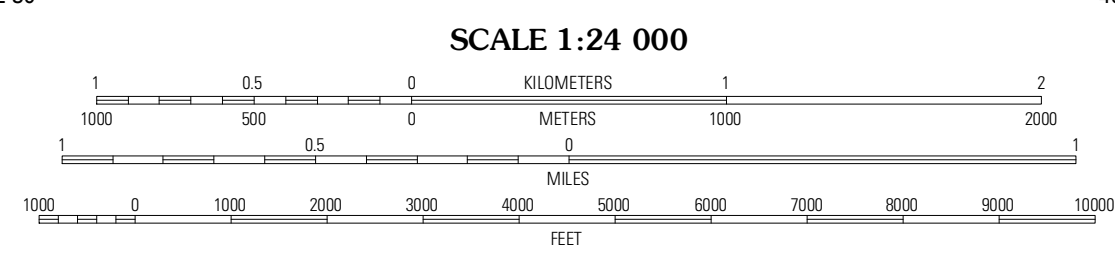 SCALE 1:24 000
1 0.5 0 KILOMETERS 1 2
1000 500 0 METERS 1000 2000
1 0.5 0 1
MILES
1000 0 1000 2000 3000 4000 5000 6000 7000 8000 9000 10000
FEET